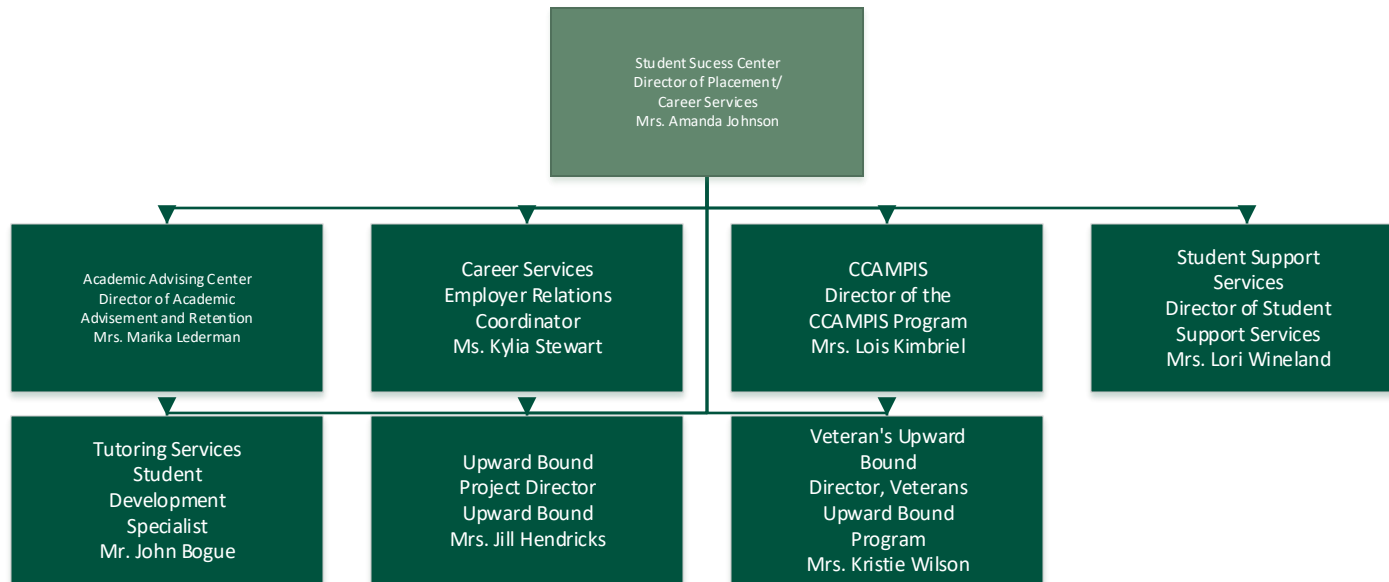 Student Sucess Center
Director of Placement/
Career Services
Mrs. Amanda Johnson
Academic Advising Center
Director of Academic
Advisement and Retention
Mrs. Marika Lederman
Career Services
Employer Relations
Coordinator
Ms. Kylia Stewart
CCAMPIS
Director of the
CCAMPIS Program
Mrs. Lois Kimbriel
Student Support
Services
Director of Student
Support Services
Mrs. Lori Wineland
Tutoring Services
Student
Development
Specialist
Mr. John Bogue
Upward Bound
Project Director
Upward Bound
Mrs. Jill Hendricks
Veteran's Upward
Bound
Director, Veterans
Upward Bound
Program
Mrs. Kristie Wilson